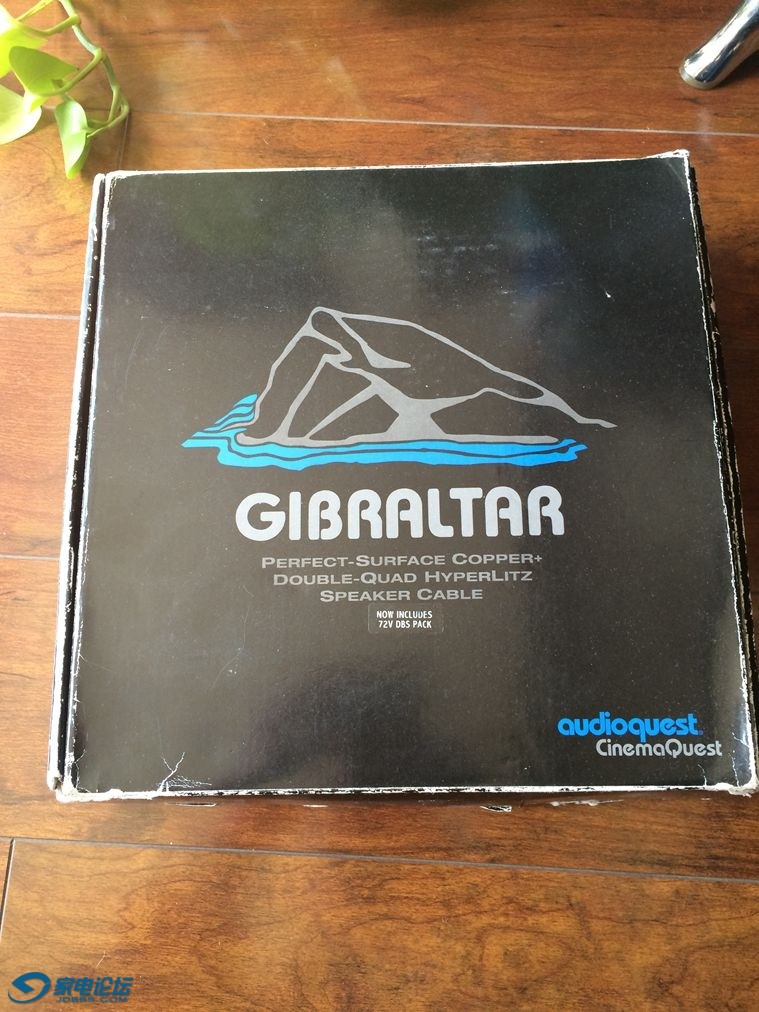 GIBRALTAR
PERFECT-SURFACE COPPER+
DOUBLE-QUAD HYPERLITZ
SPEAKER CABLE
NOW INCLUDES
72V DBS PACK
audioquest
CinemaQuest
家电论坛
JDBBS.COM